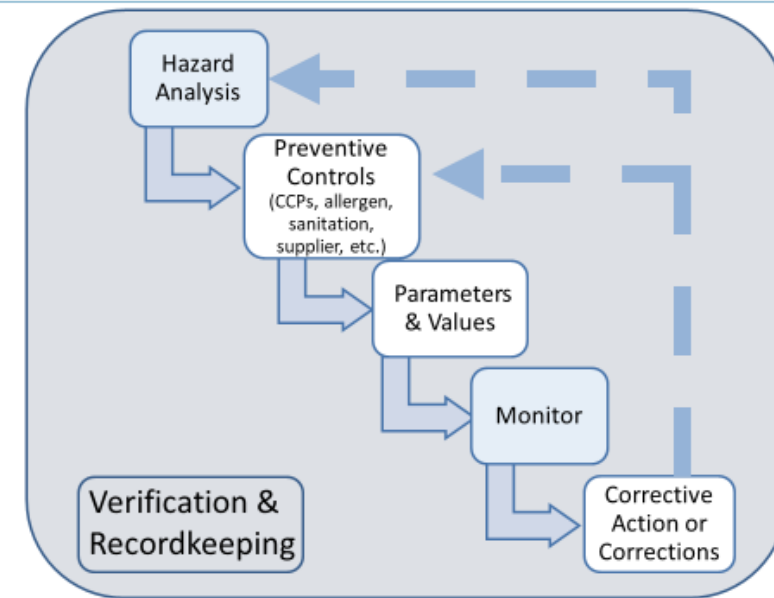 Hazard
Analysis
Preventive
Controls
(CCPs, allergen,
sanitation,
supplier, etc.)
Parameters
& Values
Monitor
Corrective
Action or
Corrections
Verification &
Recordkeeping